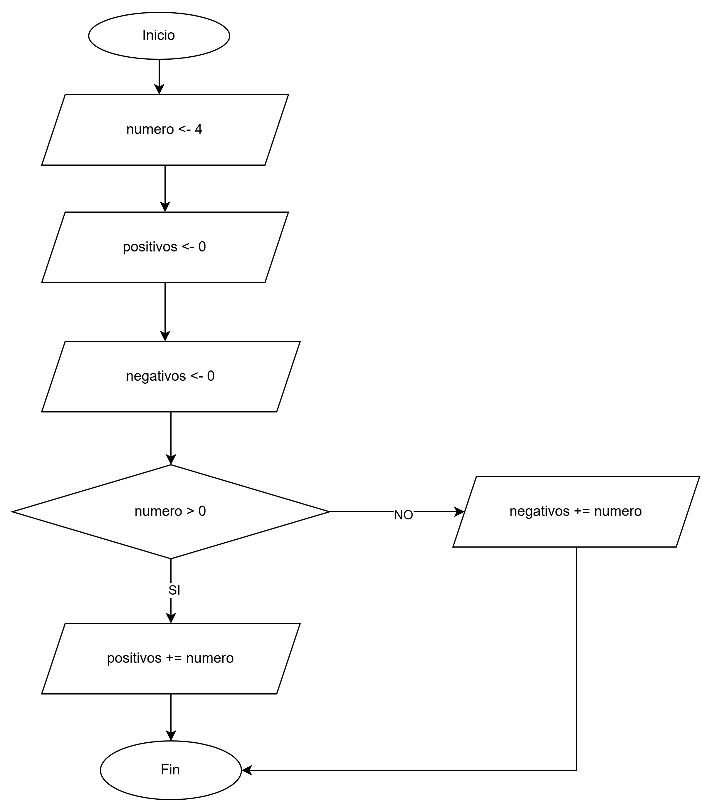 Inicio
numero <- 4
positivos <- 0
negativos <- 0
numero > 0
NO
negativos += numero
SI
positivos += numero
Fin